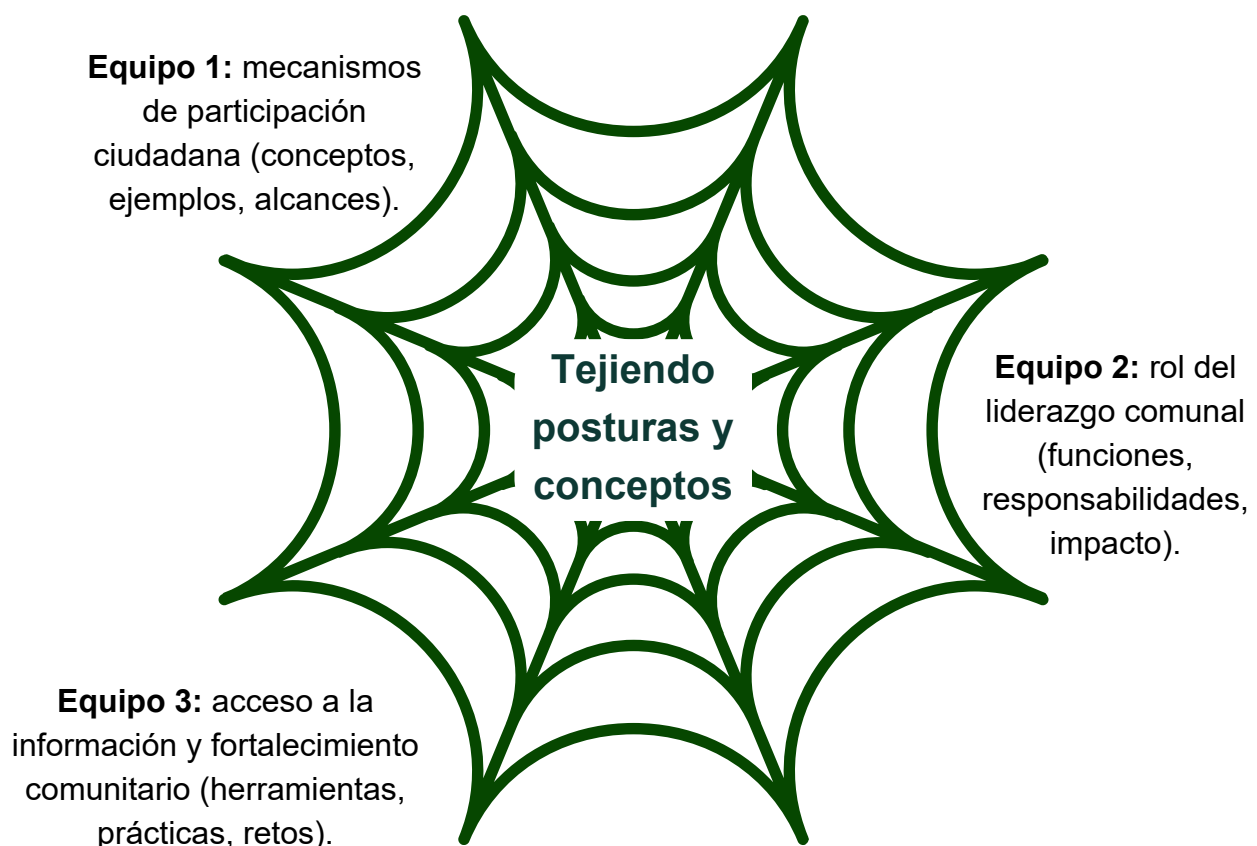 Equipo 1: mecanismos
de participación
ciudadana (conceptos,
ejemplos, alcances).
Tejiendo
posturas y
conceptos
Equipo 2: rol del
liderazgo comunal
(funciones,
responsabilidades,
impacto).
Equipo 3: acceso a la
información y fortalecimiento
comunitario (herramientas,
prácticas, retos).